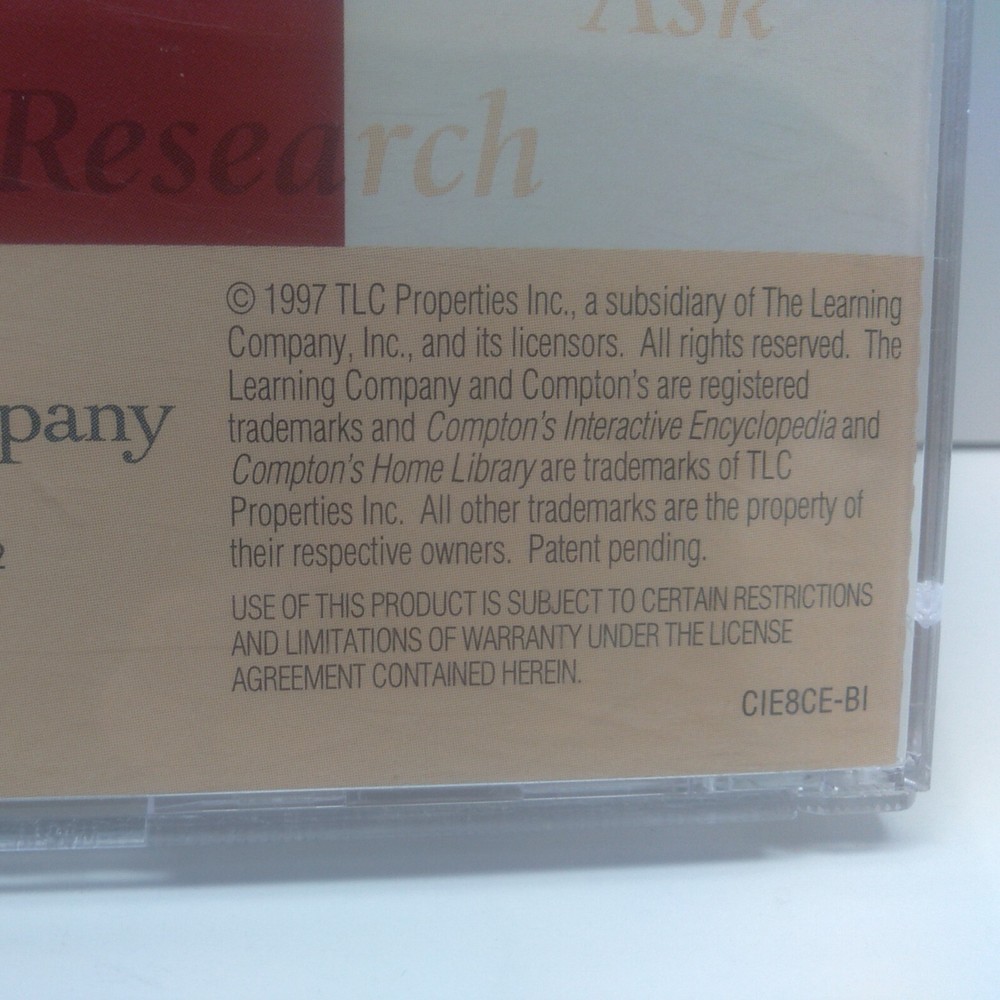 Ask
Research
© 1997 TLC Properties Inc., a subsidiary of The Learning
Company, Inc., and its licensors. All rights reserved. The
Learning Company and Compton's are registered
trademarks and Compton's Interactive Encyclopedia and
Compton's Home Library are trademarks of TLC
Properties Inc. All other trademarks are the property of
their respective owners. Patent pending.
pany
2
USE OF THIS PRODUCT IS SUBJECT TO CERTAIN RESTRICTIONS
AND LIMITATIONS OF WARRANTY UNDER THE LICENSE
AGREEMENT CONTAINED HEREIN.
CIE8CE-BI